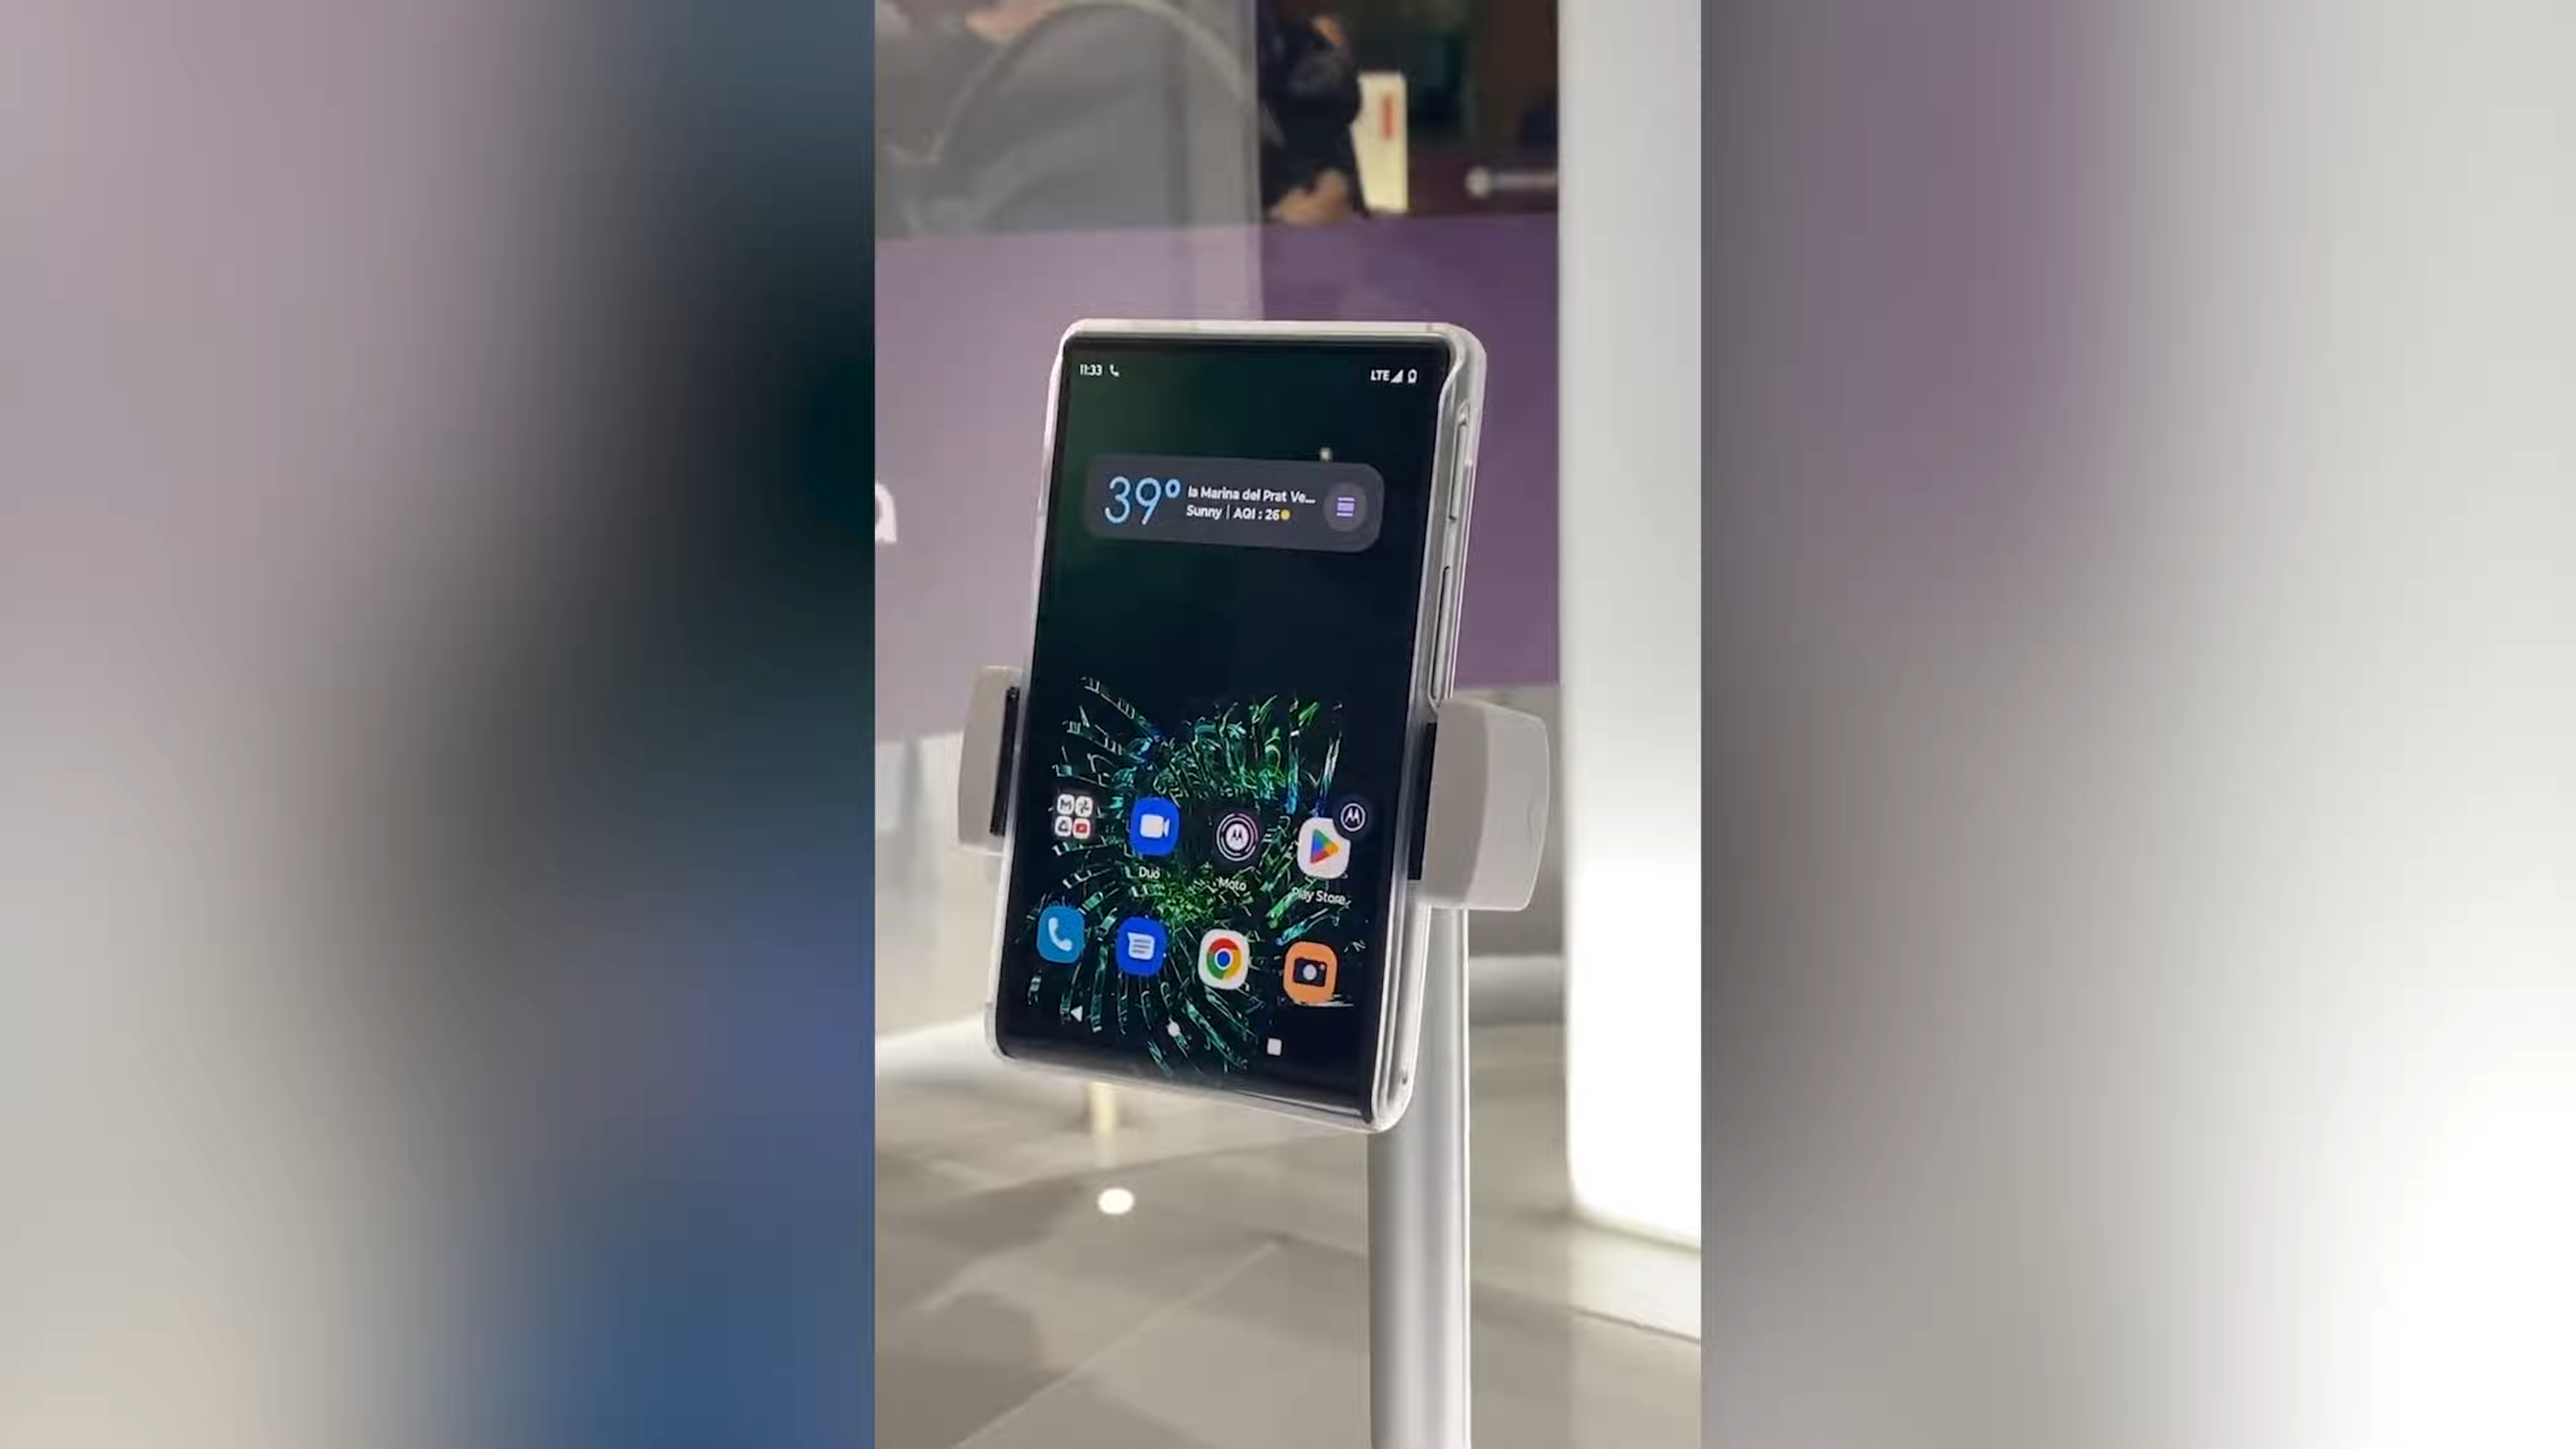 11:33
LTE
39°
la Marina del Prat Ve...
Sunny | AQI : 26
Duo
Moto
Play Store